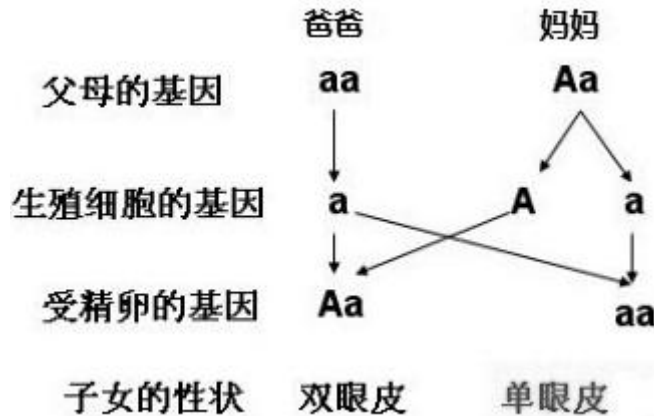 爸爸 妈妈
父母的基因 aa Aa
生殖细胞的基因 a A a
受精卵的基因 Aa aa
子女的性状 双眼皮 单眼皮